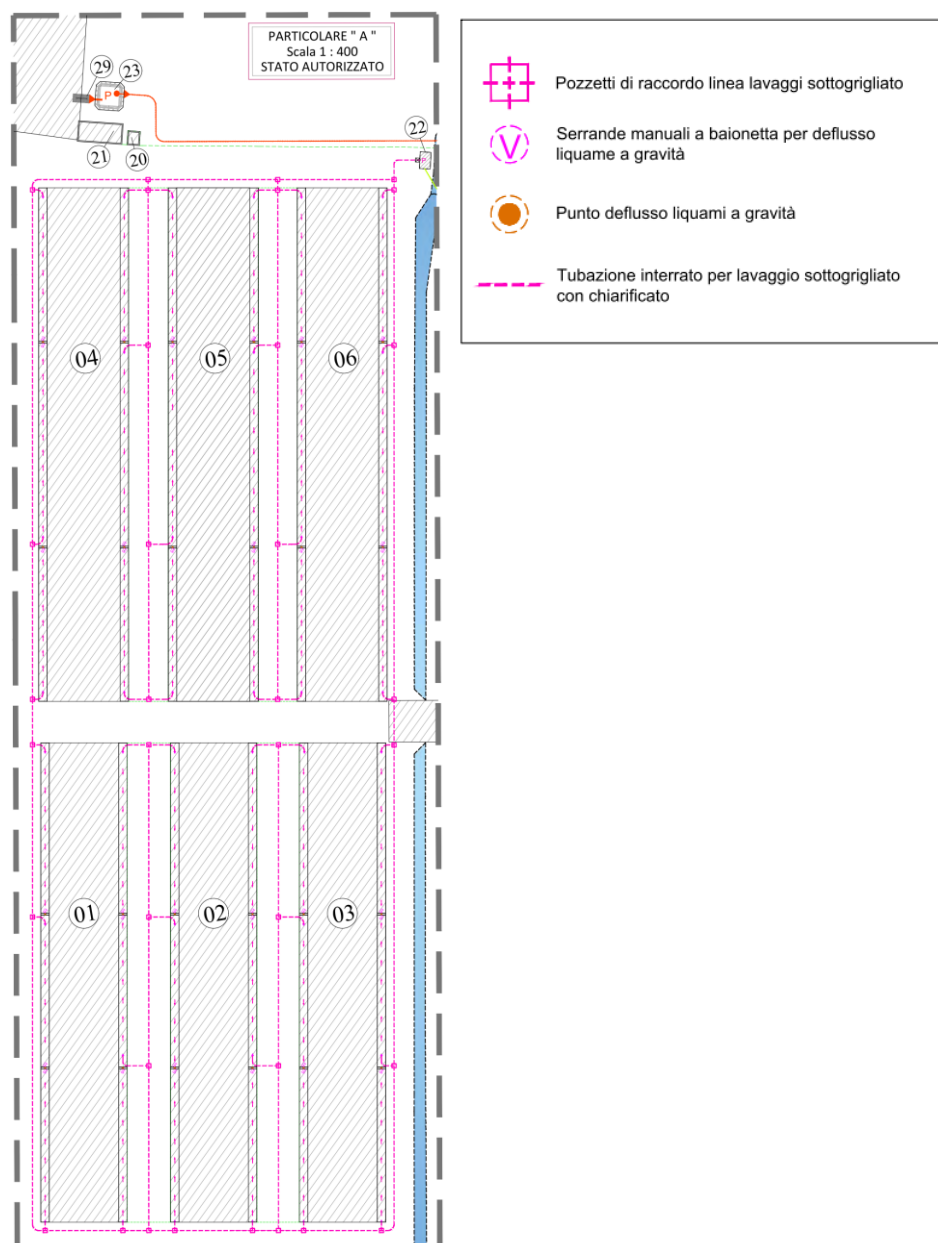 PARTICOLARE " A "
Scala 1 : 400
STATO AUTORIZZATO
29
23
P
21
20
22
P
04
05
06
01
02
03
Pozzetti di raccordo linea lavaggi sottogrigliato
V
Serrande manuali a baionetta per deflusso
liquame a gravità
Punto deflusso liquami a gravità
Tubazione interrato per lavaggio sottogrigliato
con chiarificato